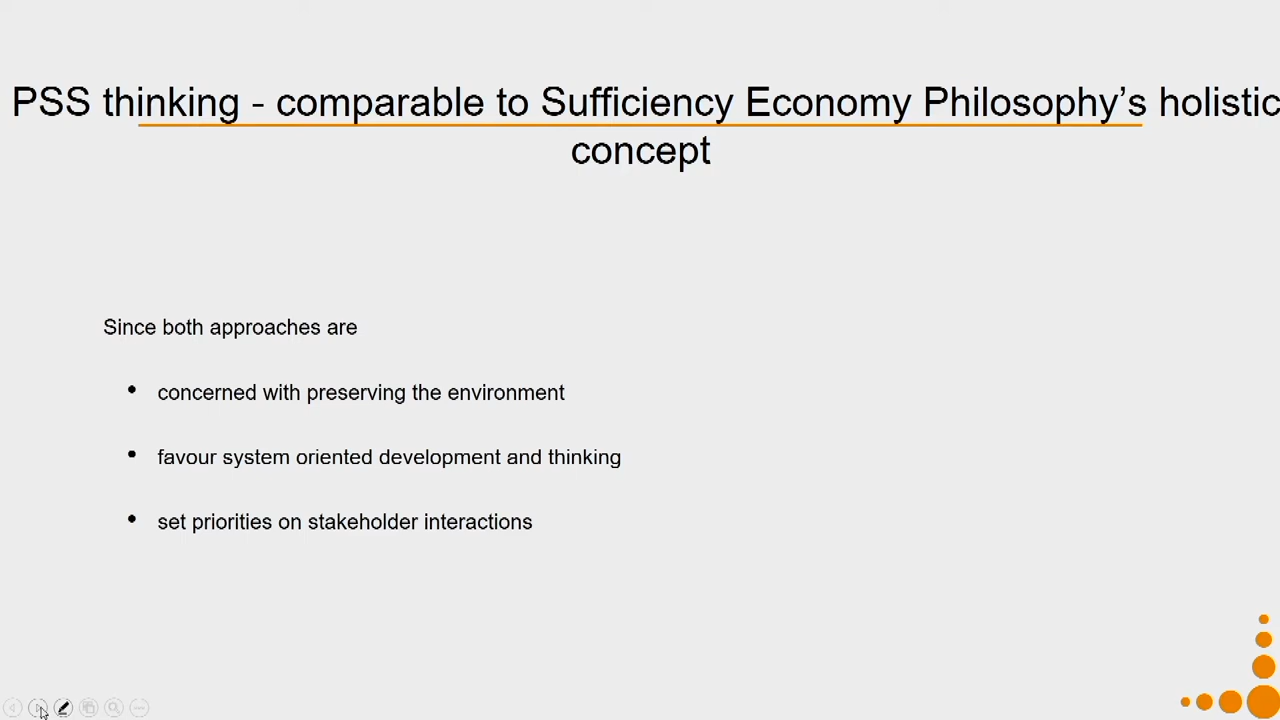 PSS thinking - comparable to Sufficiency Economy Philosophy’s holistic
concept
Since both approaches are
• concerned with preserving the environment
• favour system oriented development and thinking
• set priorities on stakeholder interactions